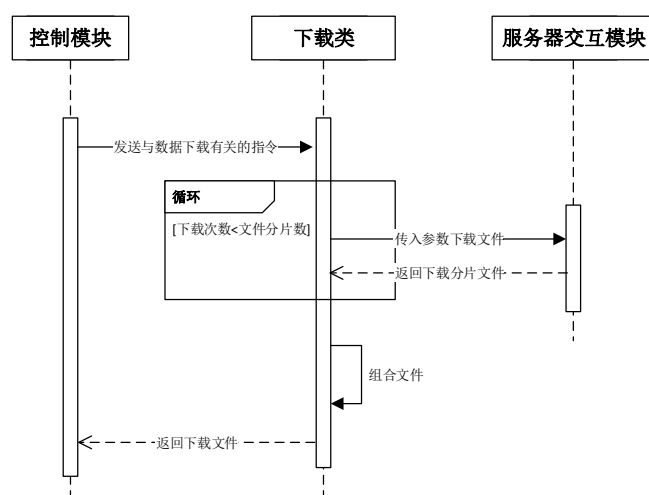 控制模块
下载类
服务器交互模块
发送与数据下载有关的指令
循环
[下载次数<文件分片数]
传入参数下载文件
返回下载分片文件
组合文件
返回下载文件